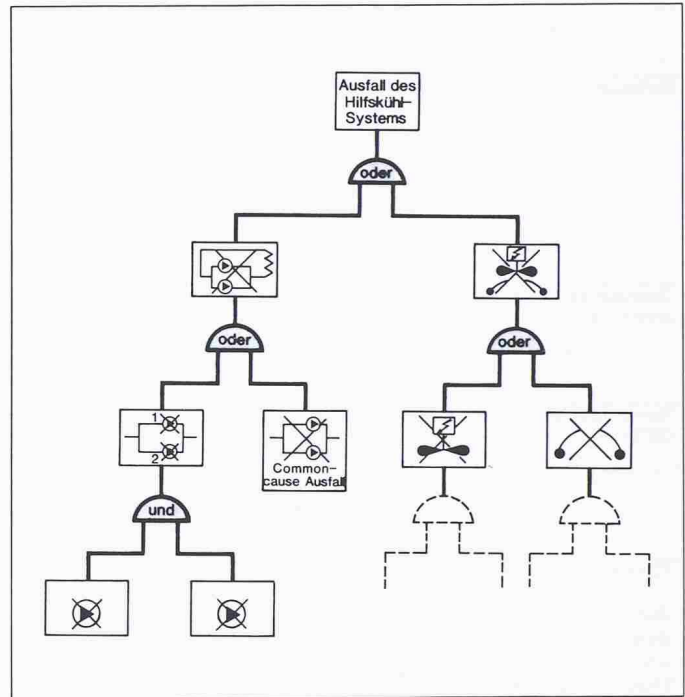 Ausfall des
Hilfskühl-
Systems
oder
oder
oder
1
2
Common-
cause Ausfall
und